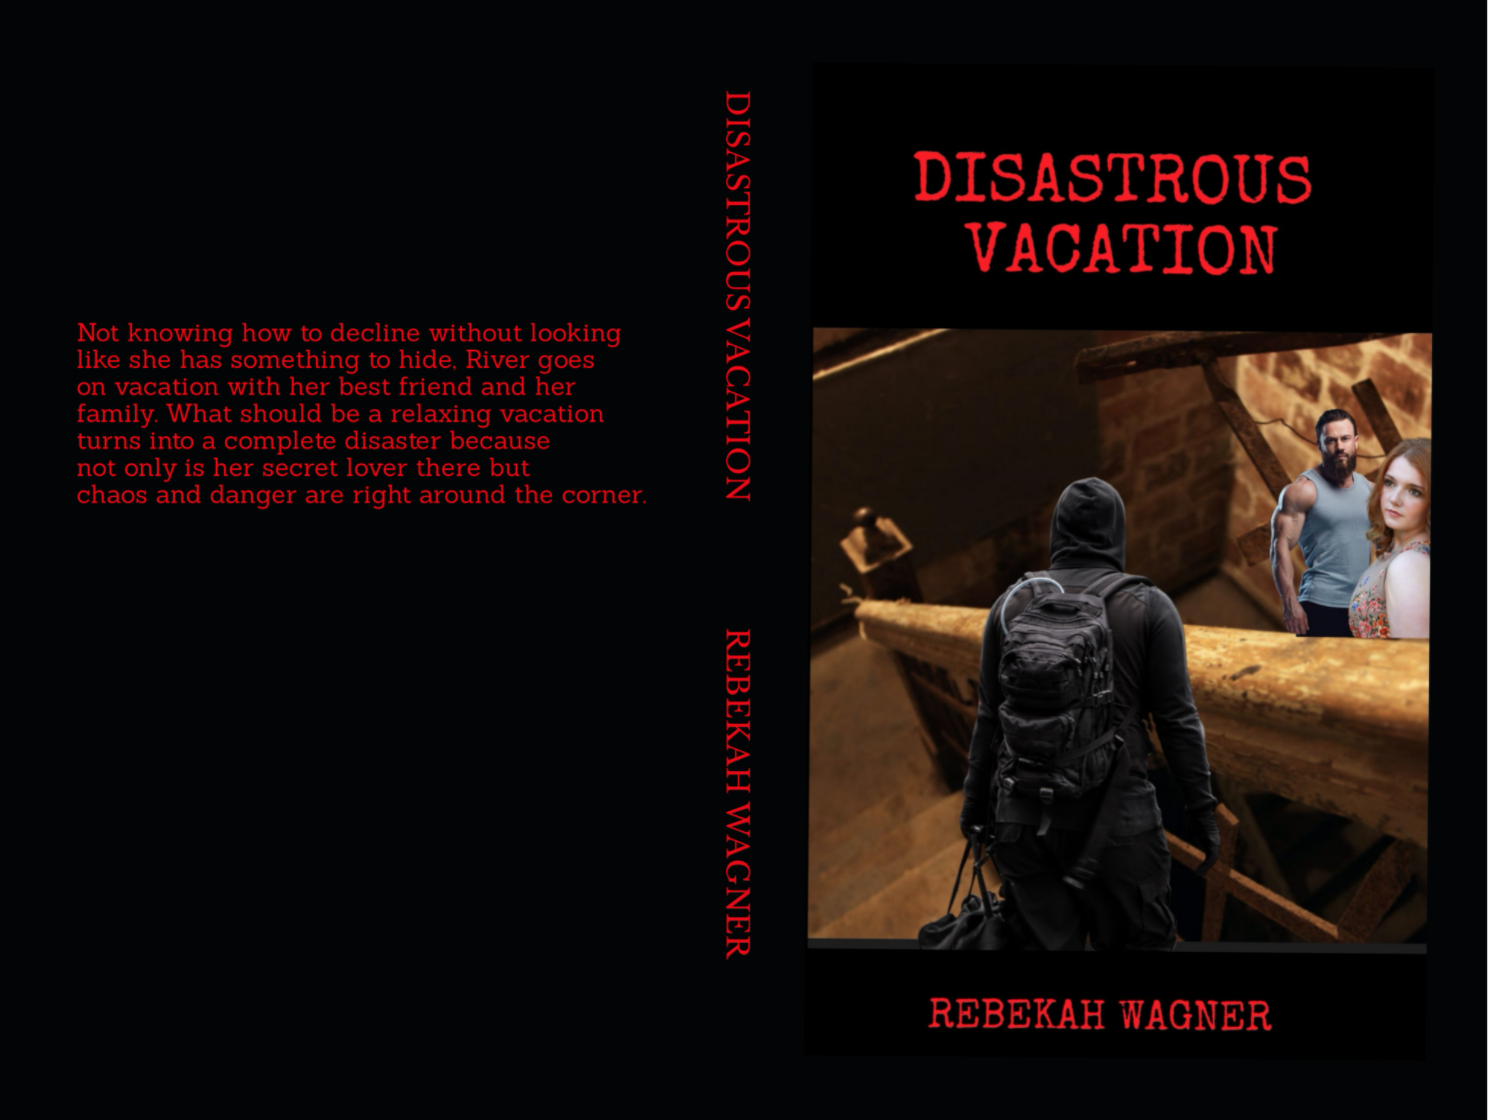 Not knowing how to decline without looking
like she has something to hide, River goes
on vacation with her best friend and her
family. What should be a relaxing vacation
turns into a complete disaster because
not only is her secret lover there but
chaos and danger are right around the corner.
DISASTROUS VACATION
REBEKAH WAGNER
DISASTROUS
VACATION
REBEKAH WAGNER